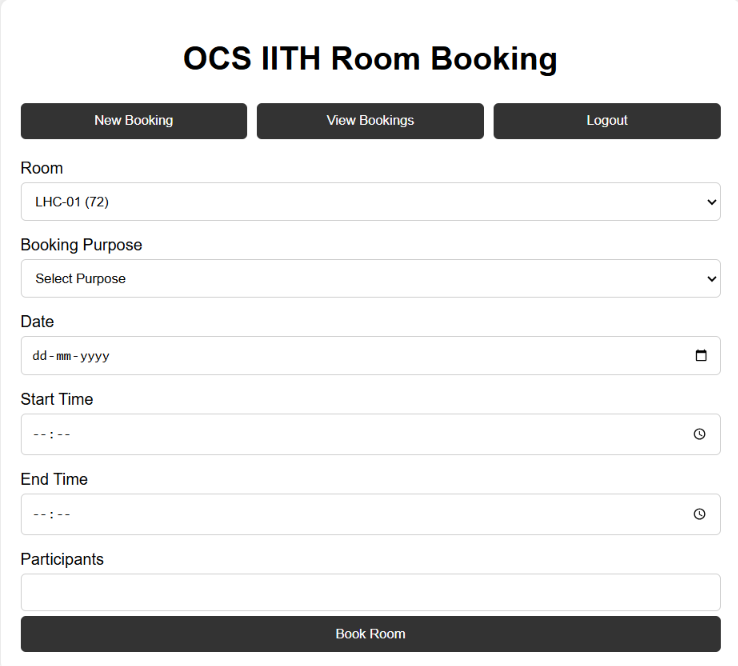 OCS IITH Room Booking
New Booking View Bookings Logout
Room
LHC-01 (72)
Booking Purpose
Select Purpose
Date
dd-mm-yyyy
Start Time
--:--
End Time
--:--
Participants
Book Room